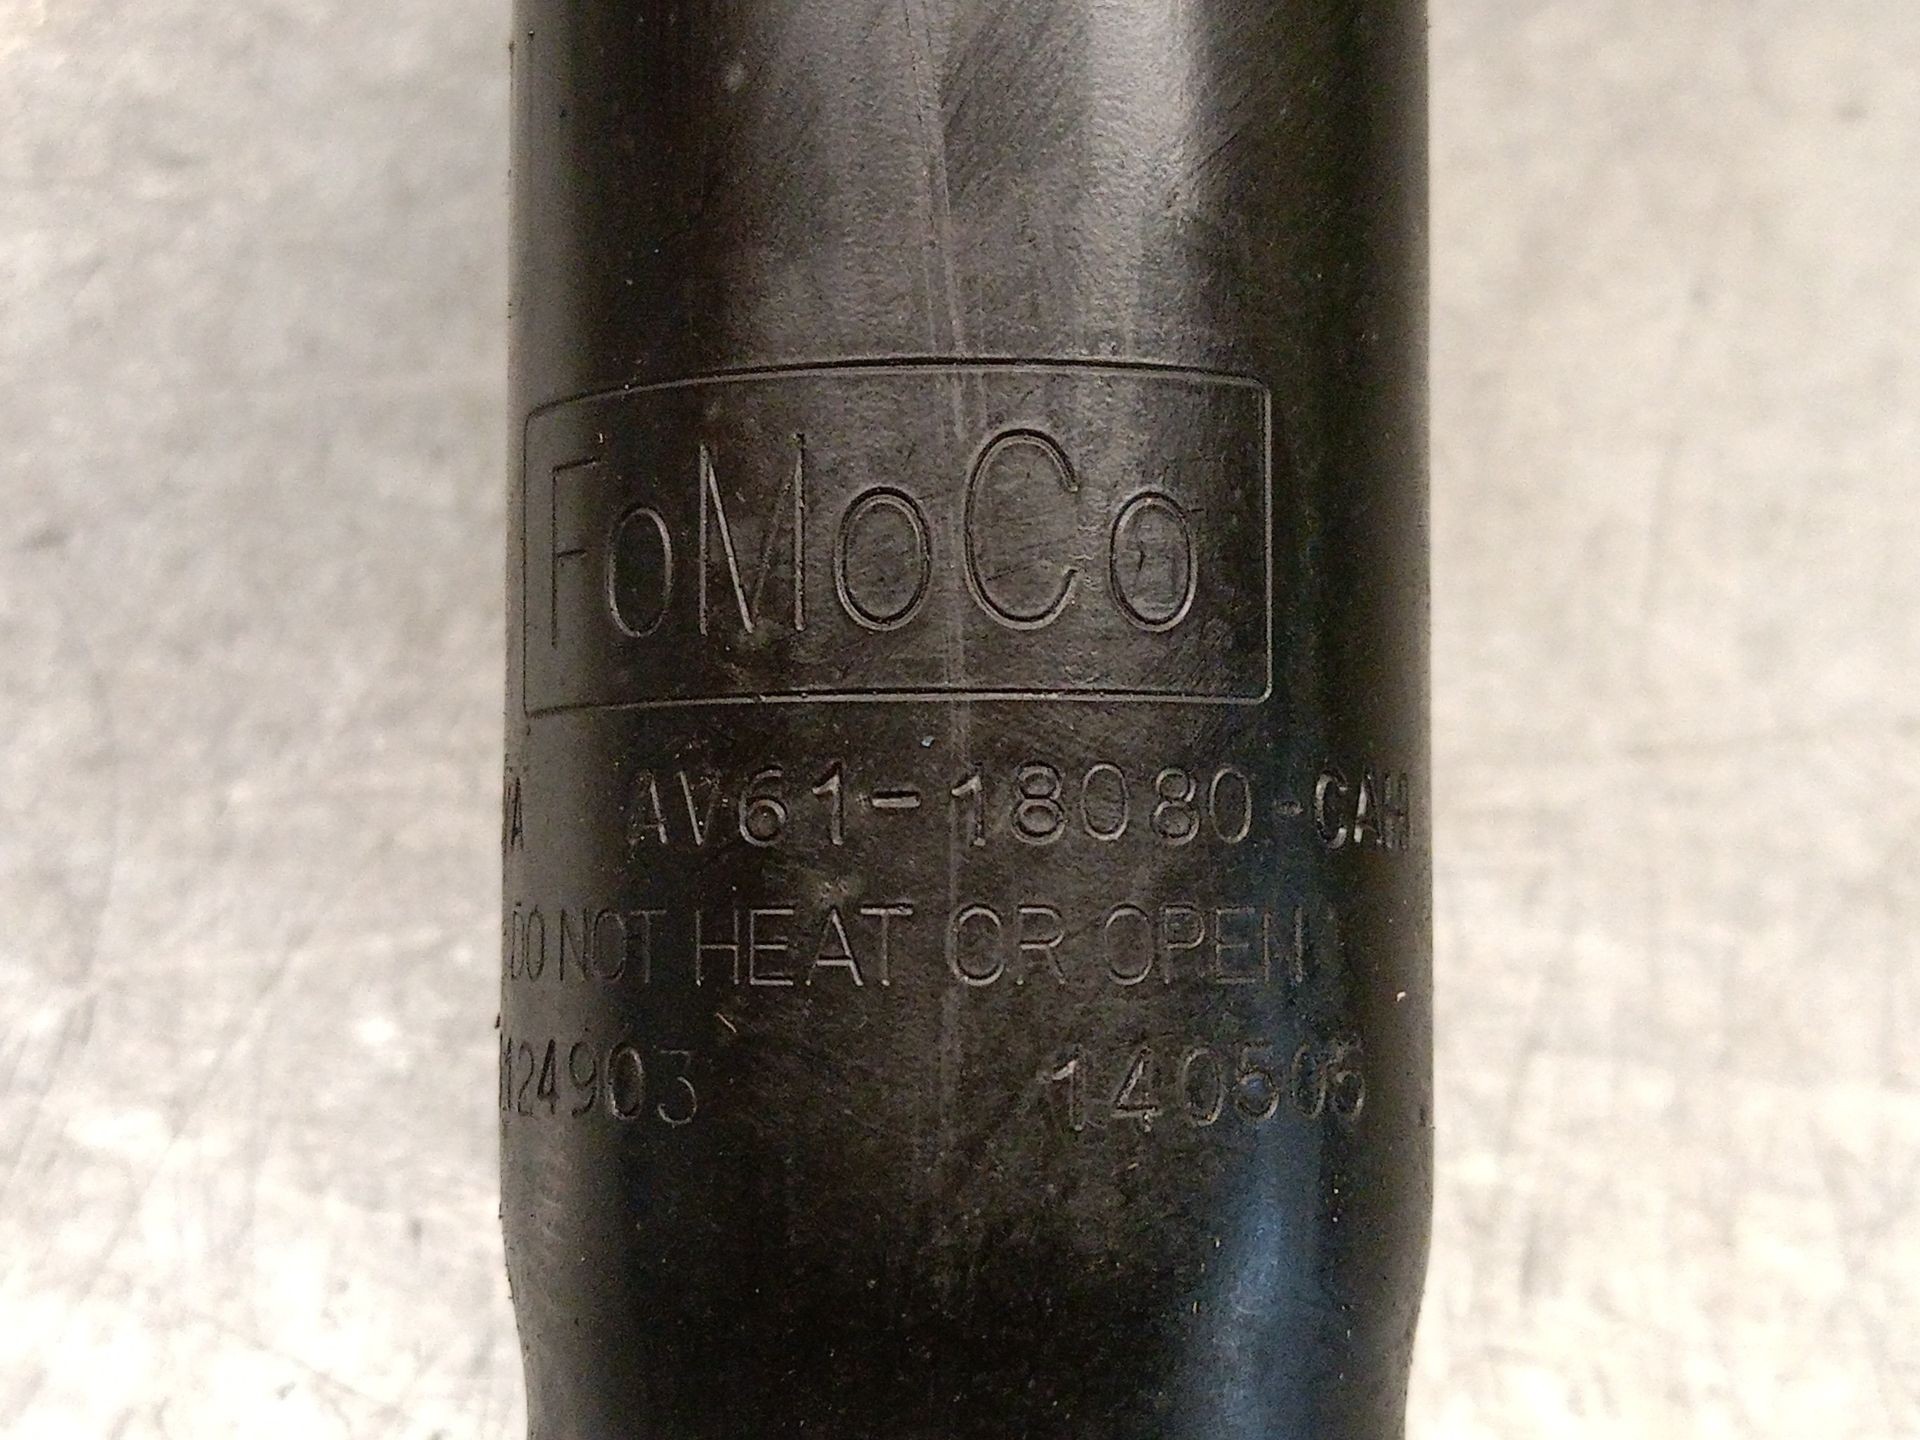 FoMoCo
AV61-18080-CAH
DO NOT HEAT OR OPEN
124903 140505